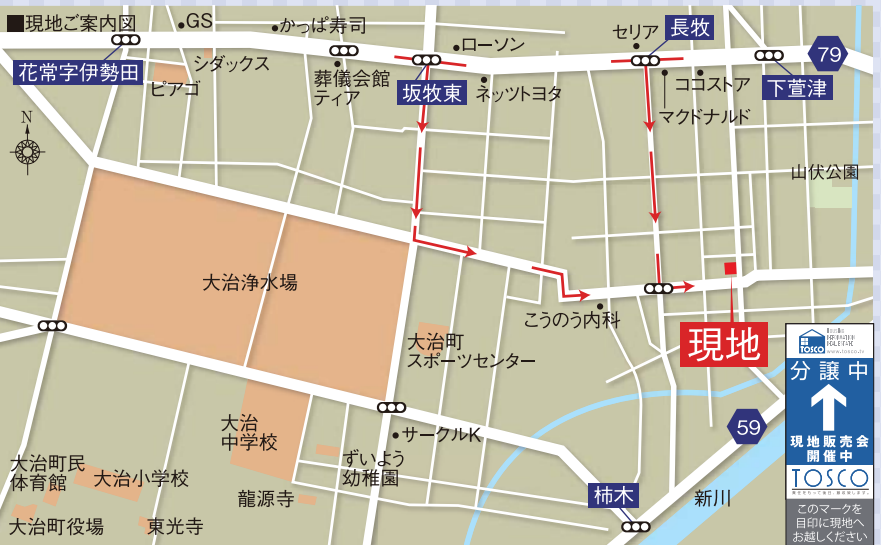 ■現地ご案内図
GS
かっぱ寿司
ローソン
セリア
長牧
79
花常字伊勢田
シダックス
ピアゴ
葬儀会館
ティア
坂牧東
ネッツトヨタ
ココストア
マクドナルド
下萱津
N
山伏公園
大治浄水場
こうのう内科
大治町
スポーツセンター
現地
大治
中学校
サークルK
ずいよう
幼稚園
59
大治町民
体育館
大治小学校
龍源寺
柿木
新川
大治町役場
東光寺
TOSCO
www.tosco.tv
分譲中
現地販売会
開催中
TOSCO
このマークを
目印に現地へ
お越しください